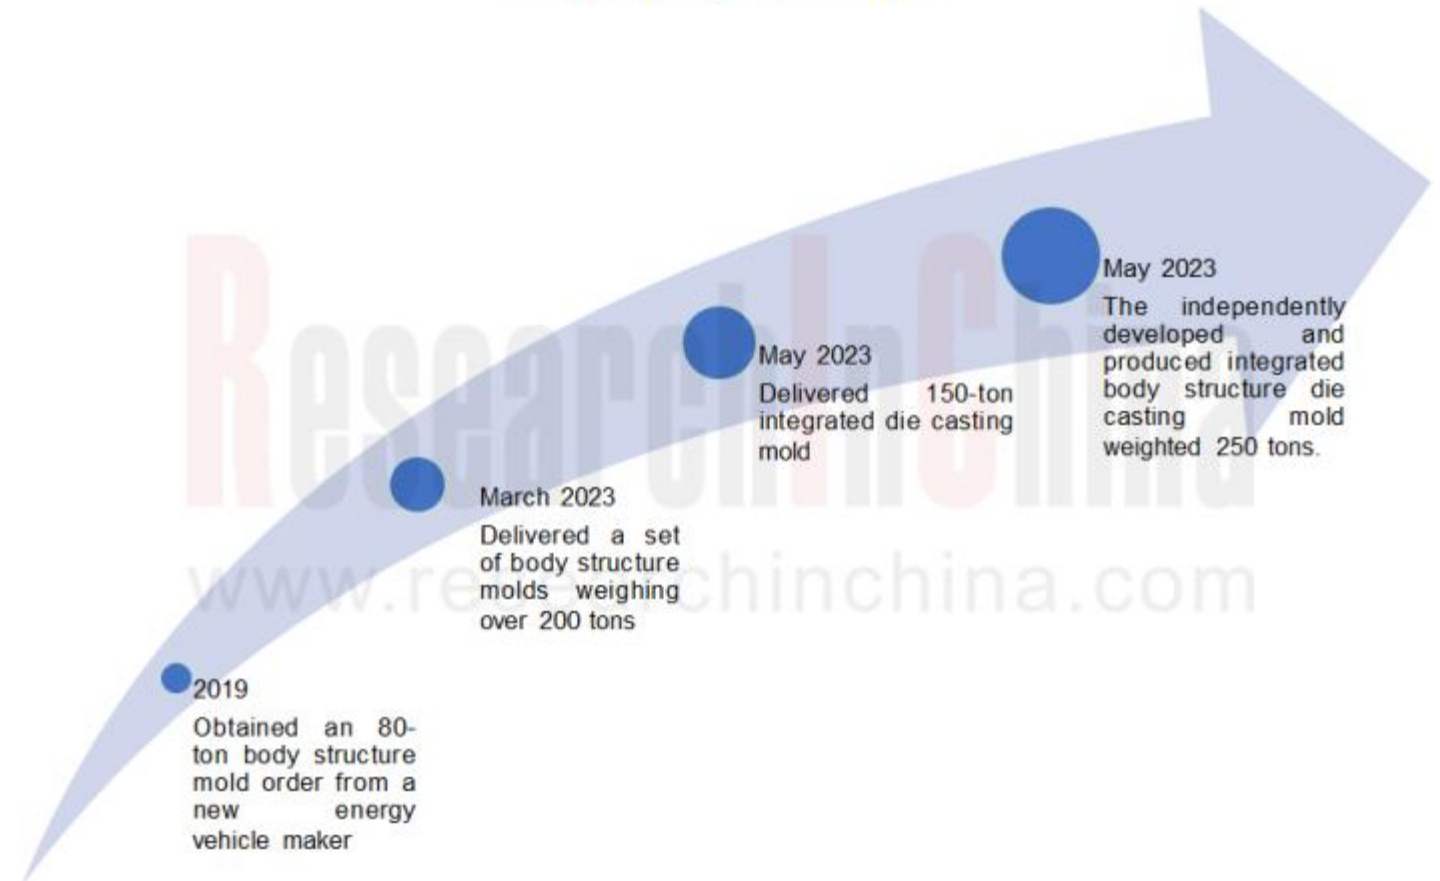 2019
Obtained an 80-
ton body structure
mold order from a
new energy
vehicle maker
March 2023
Delivered a set
of body structure
molds weighing
over 200 tons
May 2023
Delivered 150-ton
integrated die casting
mold
May 2023
The independently
developed and
produced integrated
body structure die
casting mold
weighted 250 tons.
ResearchInChina
www.researchinchina.com